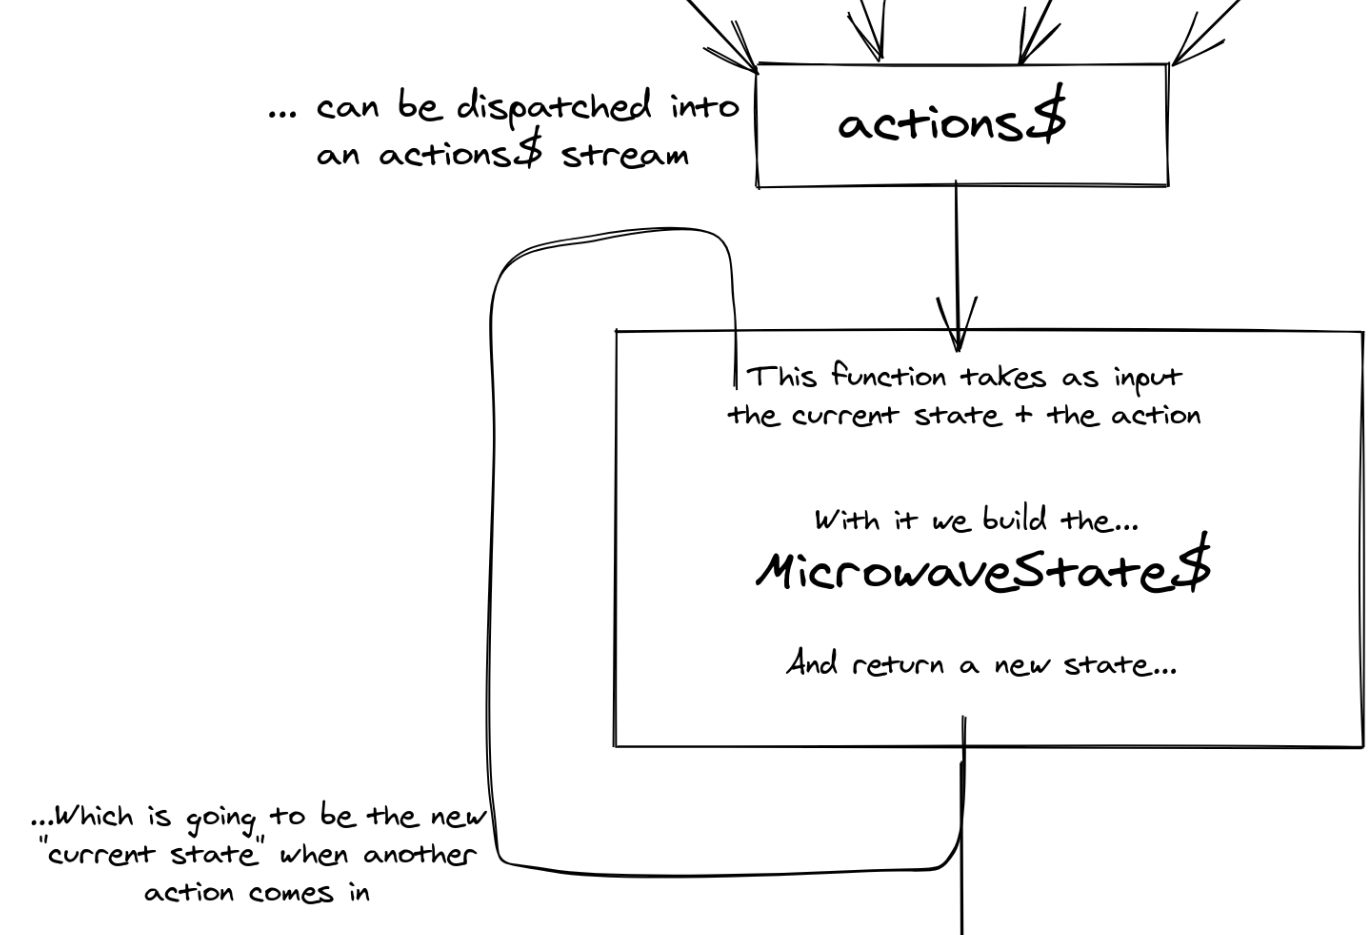 ... can be dispatched into
an actions$ stream
actions$
This function takes as input
the current state + the action
With it we build the...
MicrowaveState$
And return a new state...
...Which is going to be the new
"current state" when another
action comes in